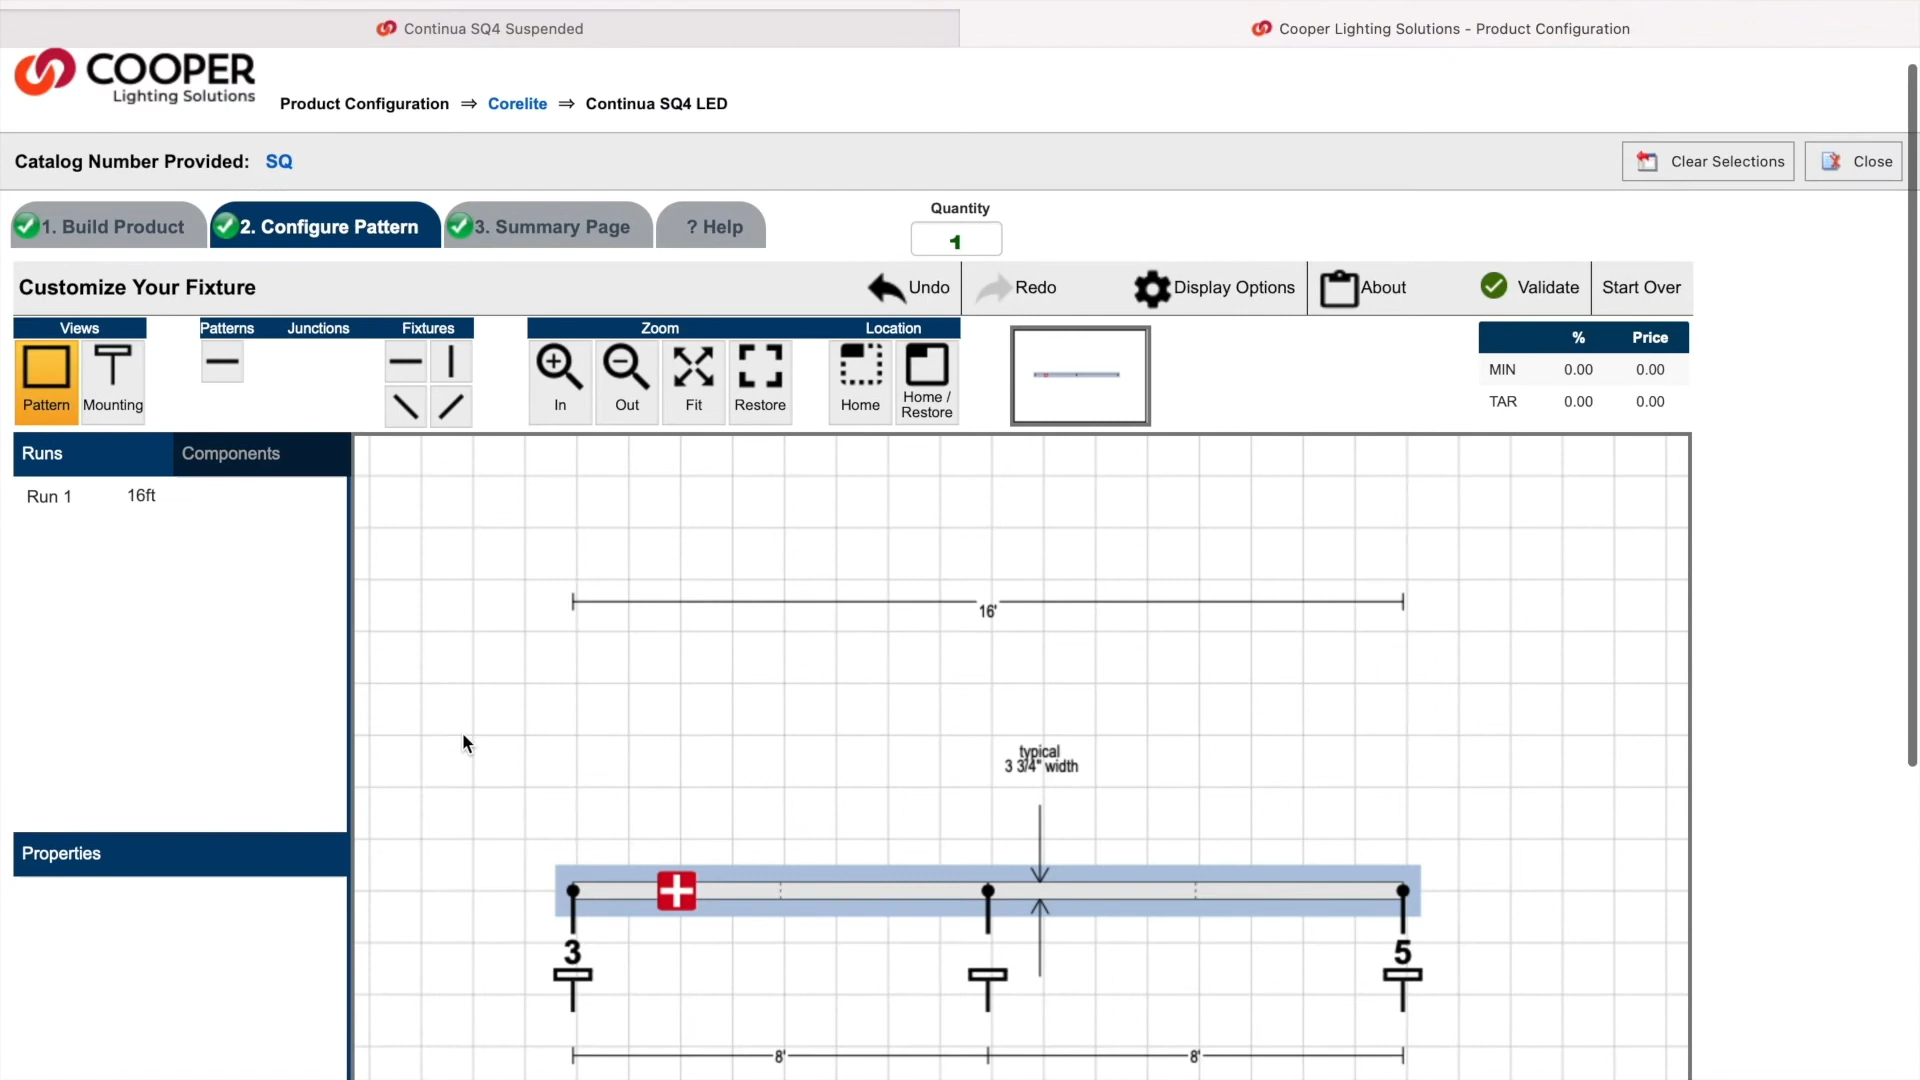 Continua SQ4 Suspended
Cooper Lighting Solutions - Product Configuration
COOPER
Lighting Solutions
Product Configuration ⇒ Corelite ⇒ Continua SQ4 LED
Catalog Number Provided: SQ
Clear Selections
Close
1. Build Product
2. Configure Pattern
3. Summary Page
? Help
Quantity
1
Customize Your Fixture
Undo
Redo
Display Options
About
Validate
Start Over
Views
Patterns
Junctions
Fixtures
Zoom
Location
% Price
MIN 0.00 0.00
TAR 0.00 0.00
Pattern
Mounting
In
Out
Fit
Restore
Home
Home /
Restore
Runs
Components
Run 1 16ft
16'
typical
3 3/4" width
Properties
3
5
8'
8'